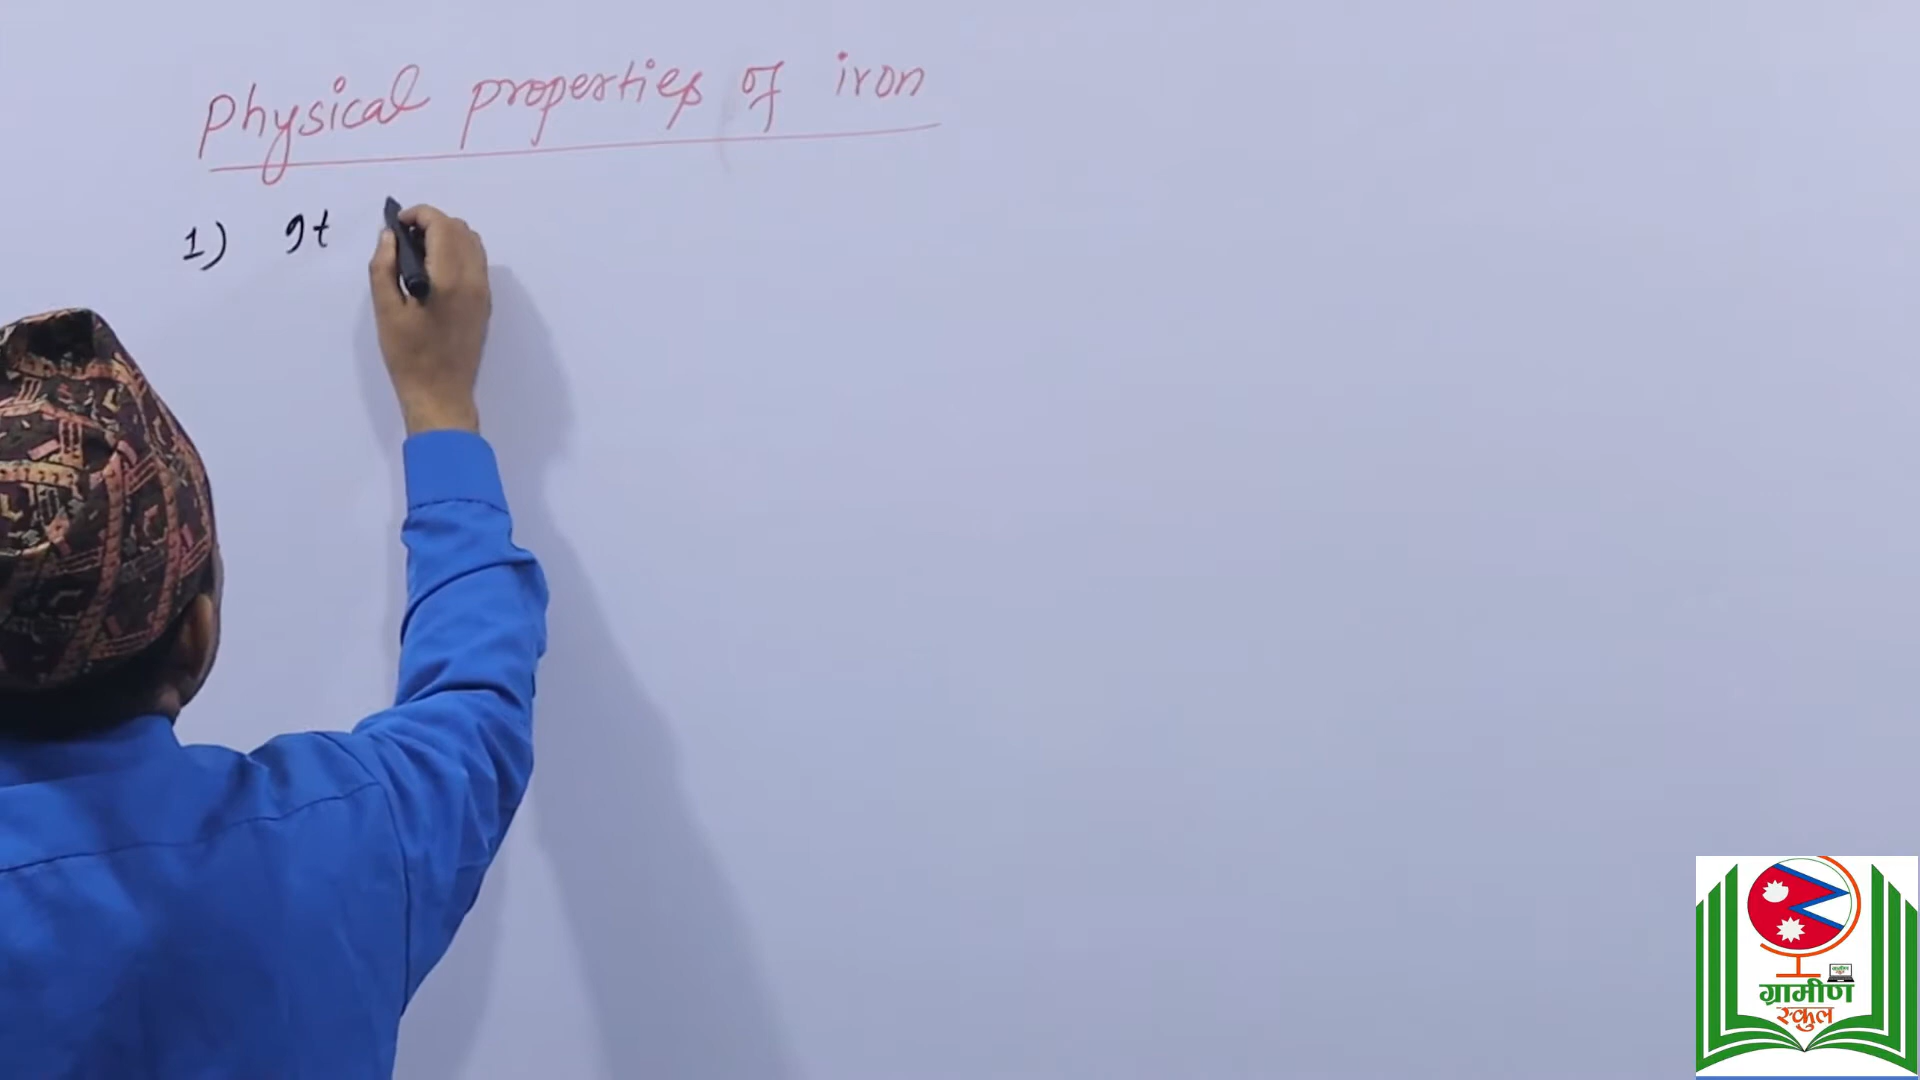 Physical properties of iron
1) It
ग्रामीण
स्कुल